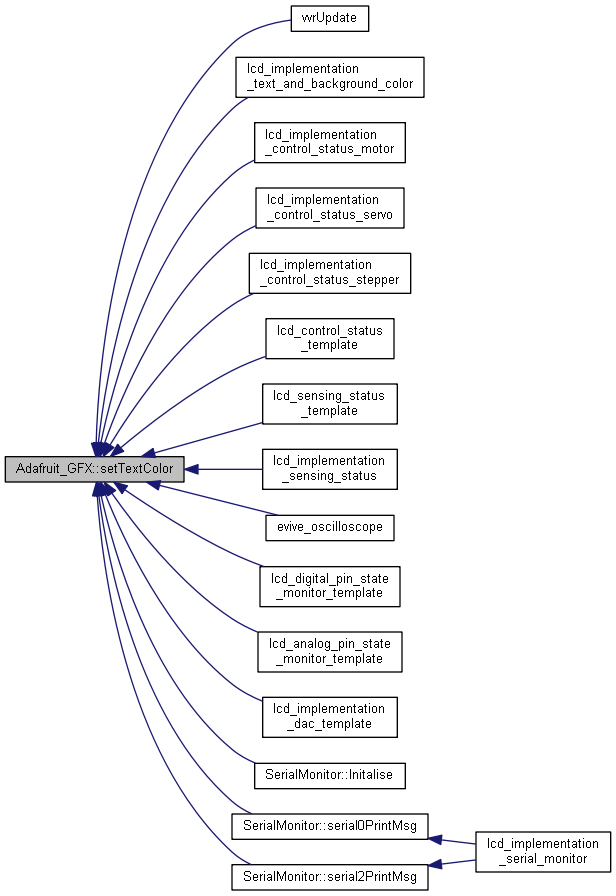 vvrUpdate
lcd_implementation
_text_and_background_color
lcd_implementation
_control_status_motor
lcd_implementation
_control_status_servo
lcd_implementation
_control_status_stepper
lcd_control_status
_template
lcd_sensing_status
_template
Adafruit_GFX::setTextColor
lcd_implementation
_sensing_status
evive_oscilloscope
lcd_digital_pin_state
_monitor_template
lcd_analog_pin_state
_monitor_template
lcd_implementation
_dac_template
SerialMonitor::Initalise
SerialMonitor::serial0PrintMsg
lcd_implementation
_serial_monitor
SerialMonitor::serial2PrintMsg